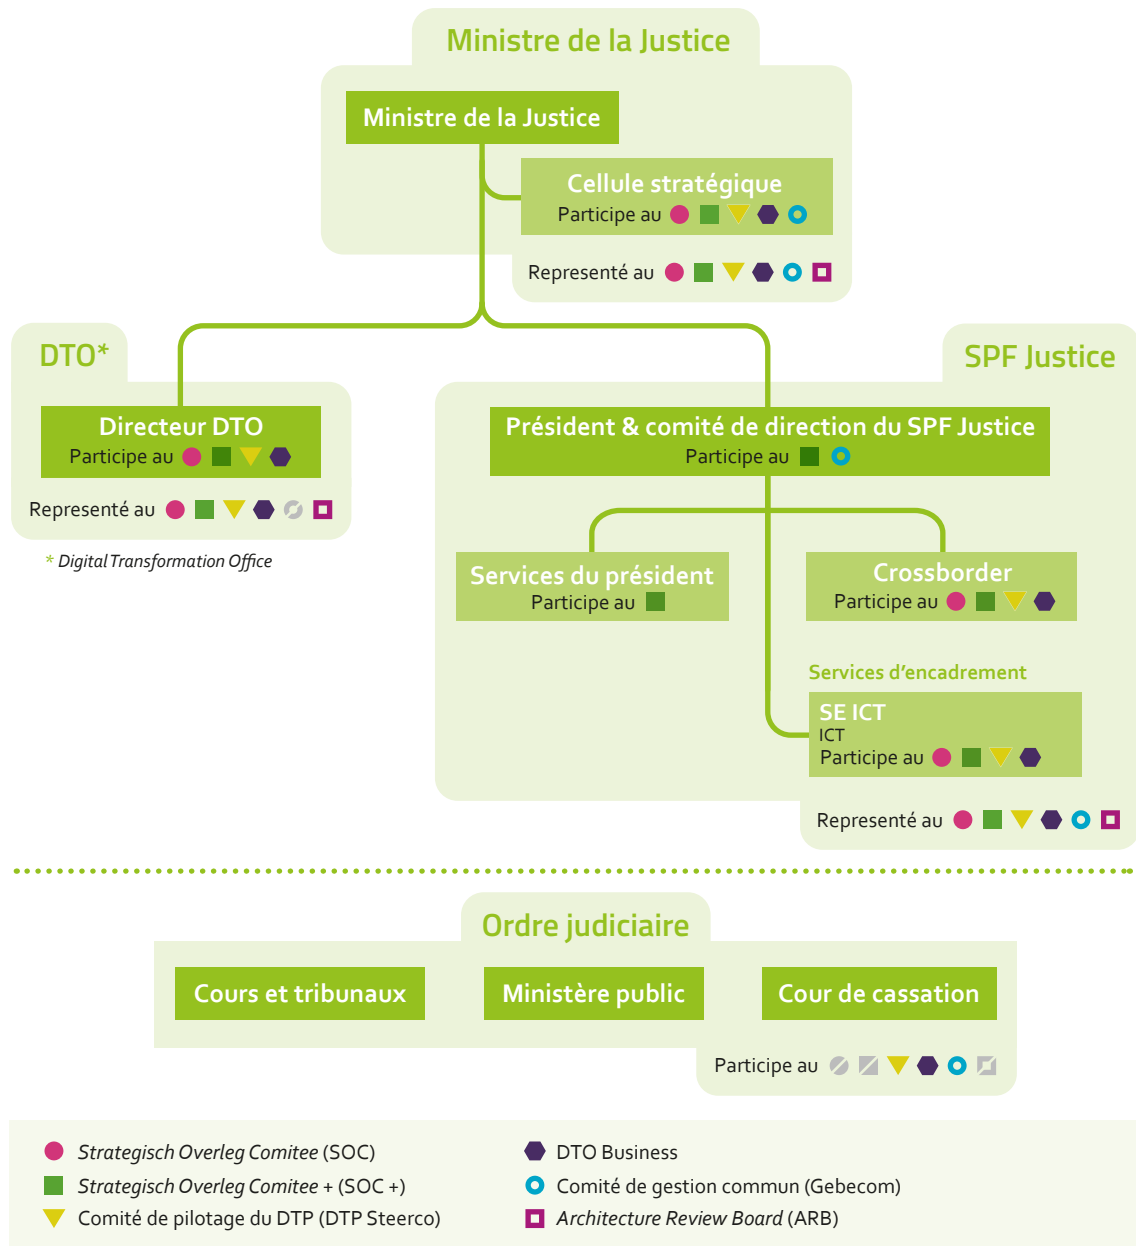 Ministre de la Justice
Ministre de la Justice
Cellule stratégique
Participe au
Representé au
DTO*
Directeur DTO
Participe au
Representé au
* Digital Transformation Office
SPF Justice
Président & comité de direction du SPF Justice
Participe au
Services du président
Participe au
Crossborder
Participe au
Services d'encadrement
SE ICT
ICT
Participe au
Representé au
Ordre judiciaire
Cours et tribunaux
Ministère public
Cour de cassation
Participe au
Strategisch Overleg Comitee (SOC)
Strategisch Overleg Comitee + (SOC +)
Comité de pilotage du DTP (DTP Steerco)
DTO Business
Comité de gestion commun (Gebecom)
Architecture Review Board (ARB)